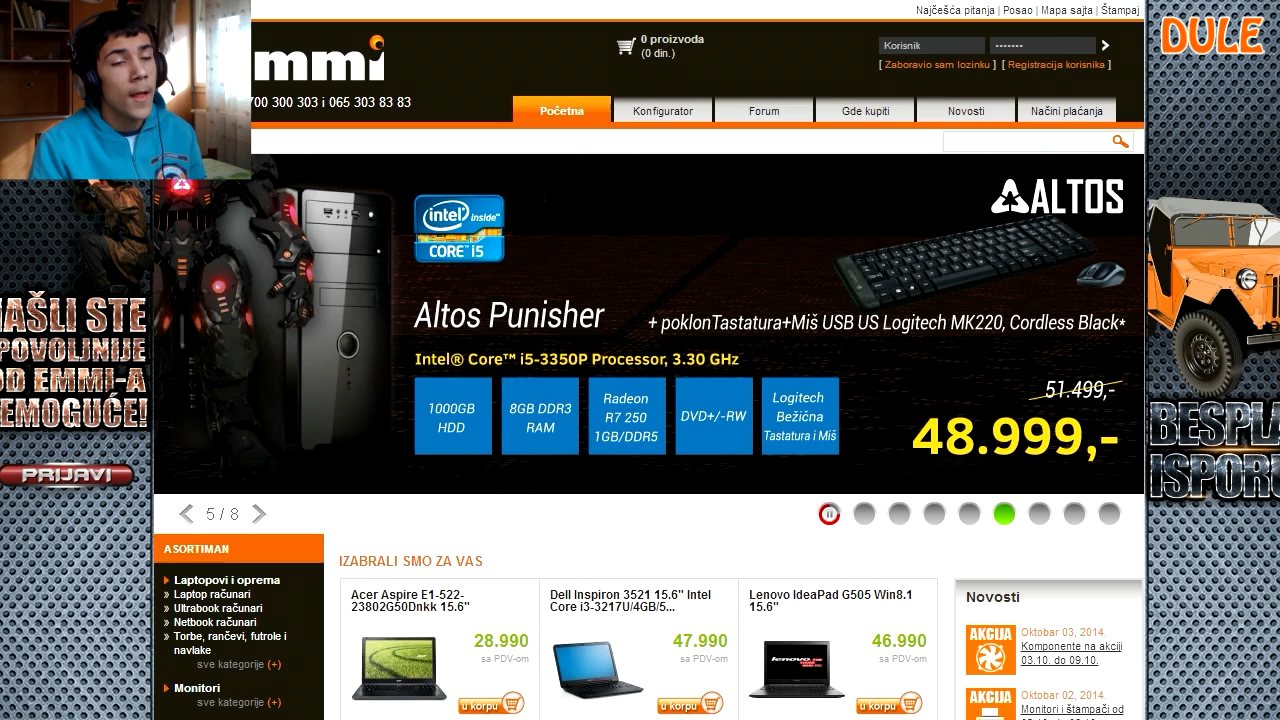 Najčešća pitanja | Posao | Mapa sajta | Štampaj
DULE
mmi
0 proizvoda
(0 din.)
Korisnik
-------
[ Zaboravio sam lozinku ] [ Registracija korisnika ]
700 300 303 i 065 303 83 83
Početna
Konfigurator
Forum
Gde kupiti
Novosti
Načini plaćanja
ALTOS
intel inside™
CORE™ i5
Altos Punisher
+ poklonTastatura+Miš USB US Logitech MK220, Cordless Black*
Intel® Core™ i5-3350P Processor, 3.30 GHz
1000GB
HDD
8GB DDR3
RAM
Radeon
R7 250
1GB/DDR5
DVD+/-RW
Logitech
Bežična
Tastatura i Miš
51.499,-
48.999,-
NAŠLI STE
POVOLJNIJE
OD EMMI-A
NEMOGUĆE!
PRIJAVI
BESPLA
ISPORU
5 / 8
ASORTIMAN
Laptopovi i oprema
» Laptop računari
» Ultrabook računari
» Netbook računari
» Torbe, rančevi, futrole i
navlake
sve kategorije (+)
Monitori
sve kategorije (+)
IZABRALI SMO ZA VAS
Acer Aspire E1-522-
23802G50Dnkk 15.6"
28.990
sa PDV-om
u korpu
Dell Inspiron 3521 15.6" Intel
Core i3-3217U/4GB/5...
47.990
sa PDV-om
u korpu
Lenovo IdeaPad G505 Win8.1
15.6"
lenovo
46.990
sa PDV-om
u korpu
Novosti
AKCIJA
Oktobar 03, 2014.
Komponente na akciji
03.10. do 09.10.
AKCIJA
Oktobar 02, 2014.
Monitori i štampači od